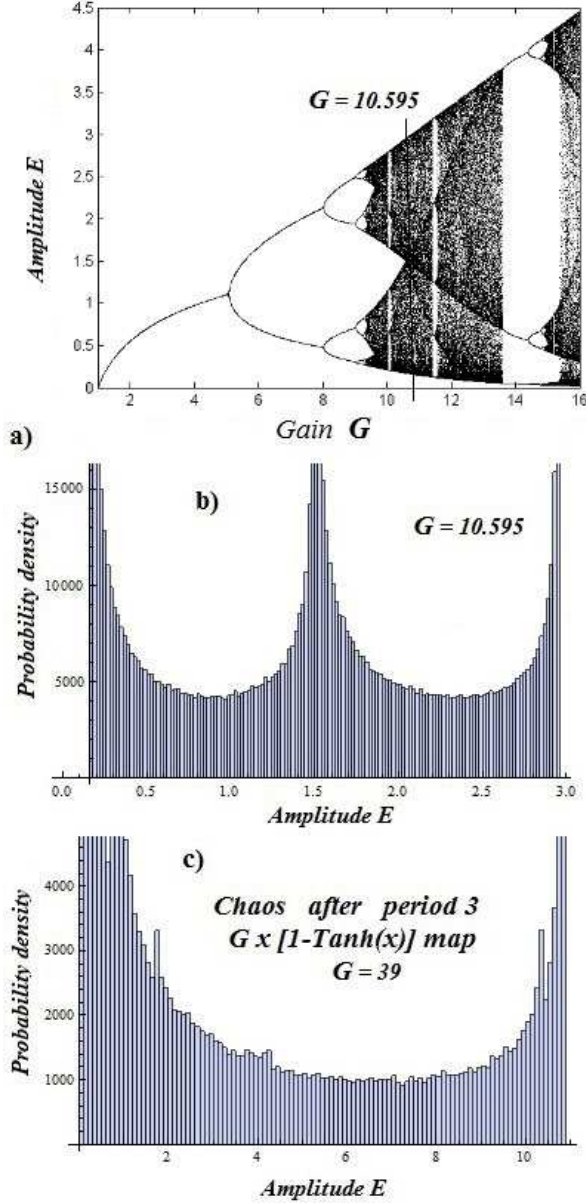 4.5
4
3.5
3
2.5
2
1.5
1
0.5
0
Amplitude E
G = 10.595
2 4 6 8 10 12 14 16
Gain G
a)
b)
G = 10.595
15000
10000
5000
Probability density
0.0 0.5 1.0 1.5 2.0 2.5 3.0
Amplitude E
c)
Chaos after period 3
G x [1-Tanh(x)] map
G = 39
4000
3000
2000
1000
Probability density
2 4 6 8 10
Amplitude E